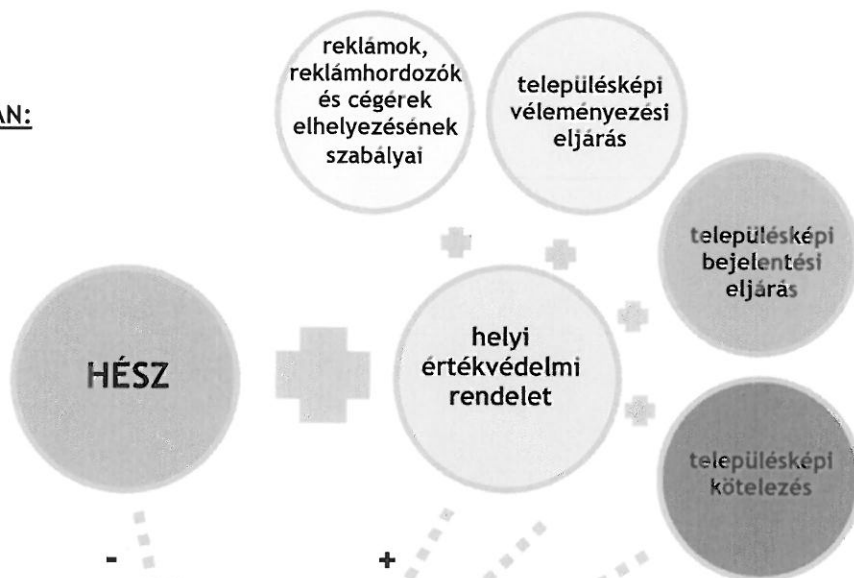 AN:
reklámok,
reklámhordozók
és cégérek
elhelyezésének
szabályai
településképi
véleményezési
eljárás
településképi
bejelentési
eljárás
HÉSZ
helyi
értékvédelmi
rendelet
településképi
kötelezés
-
+